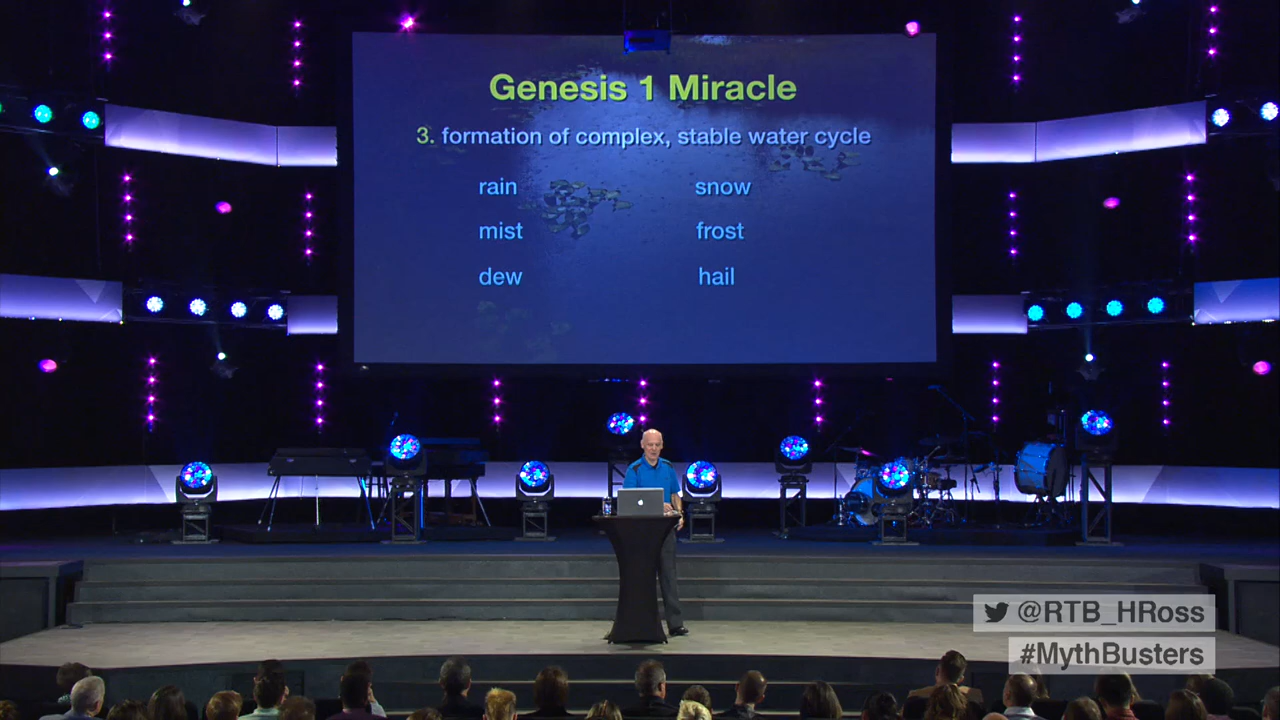 Genesis 1 Miracle
3. formation of complex, stable water cycle
rain snow
mist frost
dew hail
@RTB_HRoss
#MythBusters